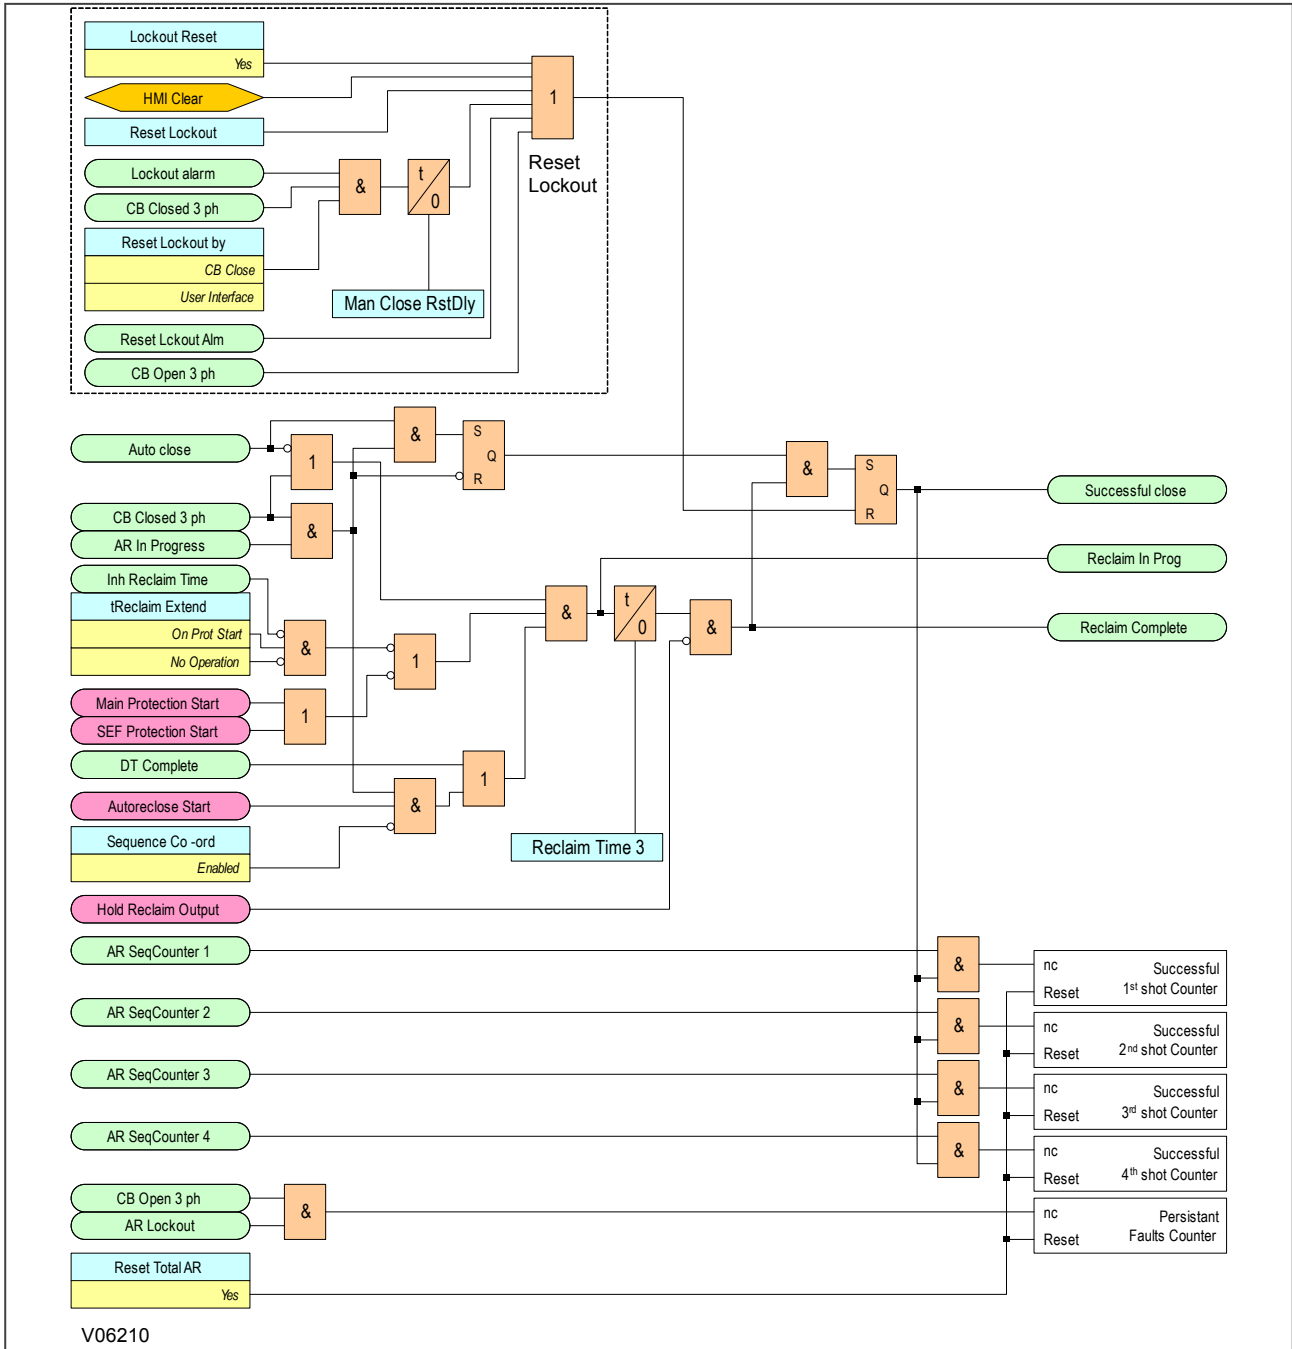 Lockout Reset
Yes
HMI Clear
1
Reset Lockout
Reset
Lockout
Lockout alarm
&
t
0
CB Closed 3 ph
Reset Lockout by
CB Close
User Interface
Man Close RstDly
Reset Lckout Alm
CB Open 3 ph
Auto close
1
&
S
Q
R
&
S
Q
R
Successful close
CB Closed 3 ph
AR In Progress
&
Reclaim In Prog
Inh Reclaim Time
tReclaim Extend
On Prot Start
No Operation
&
1
&
t
0
&
Reclaim Complete
Main Protection Start
SEF Protection Start
1
DT Complete
1
Autoreclose Start
&
Sequence Co -ord
Enabled
Reclaim Time 3
Hold Reclaim Output
AR SeqCounter 1
&
nc
Successful
Reset
1st shot Counter
AR SeqCounter 2
&
nc
Successful
Reset
2nd shot Counter
AR SeqCounter 3
&
nc
Successful
Reset
3rd shot Counter
AR SeqCounter 4
&
nc
Successful
Reset
4th shot Counter
CB Open 3 ph
AR Lockout
&
nc
Persistant
Reset
Faults Counter
Reset Total AR
Yes
V06210